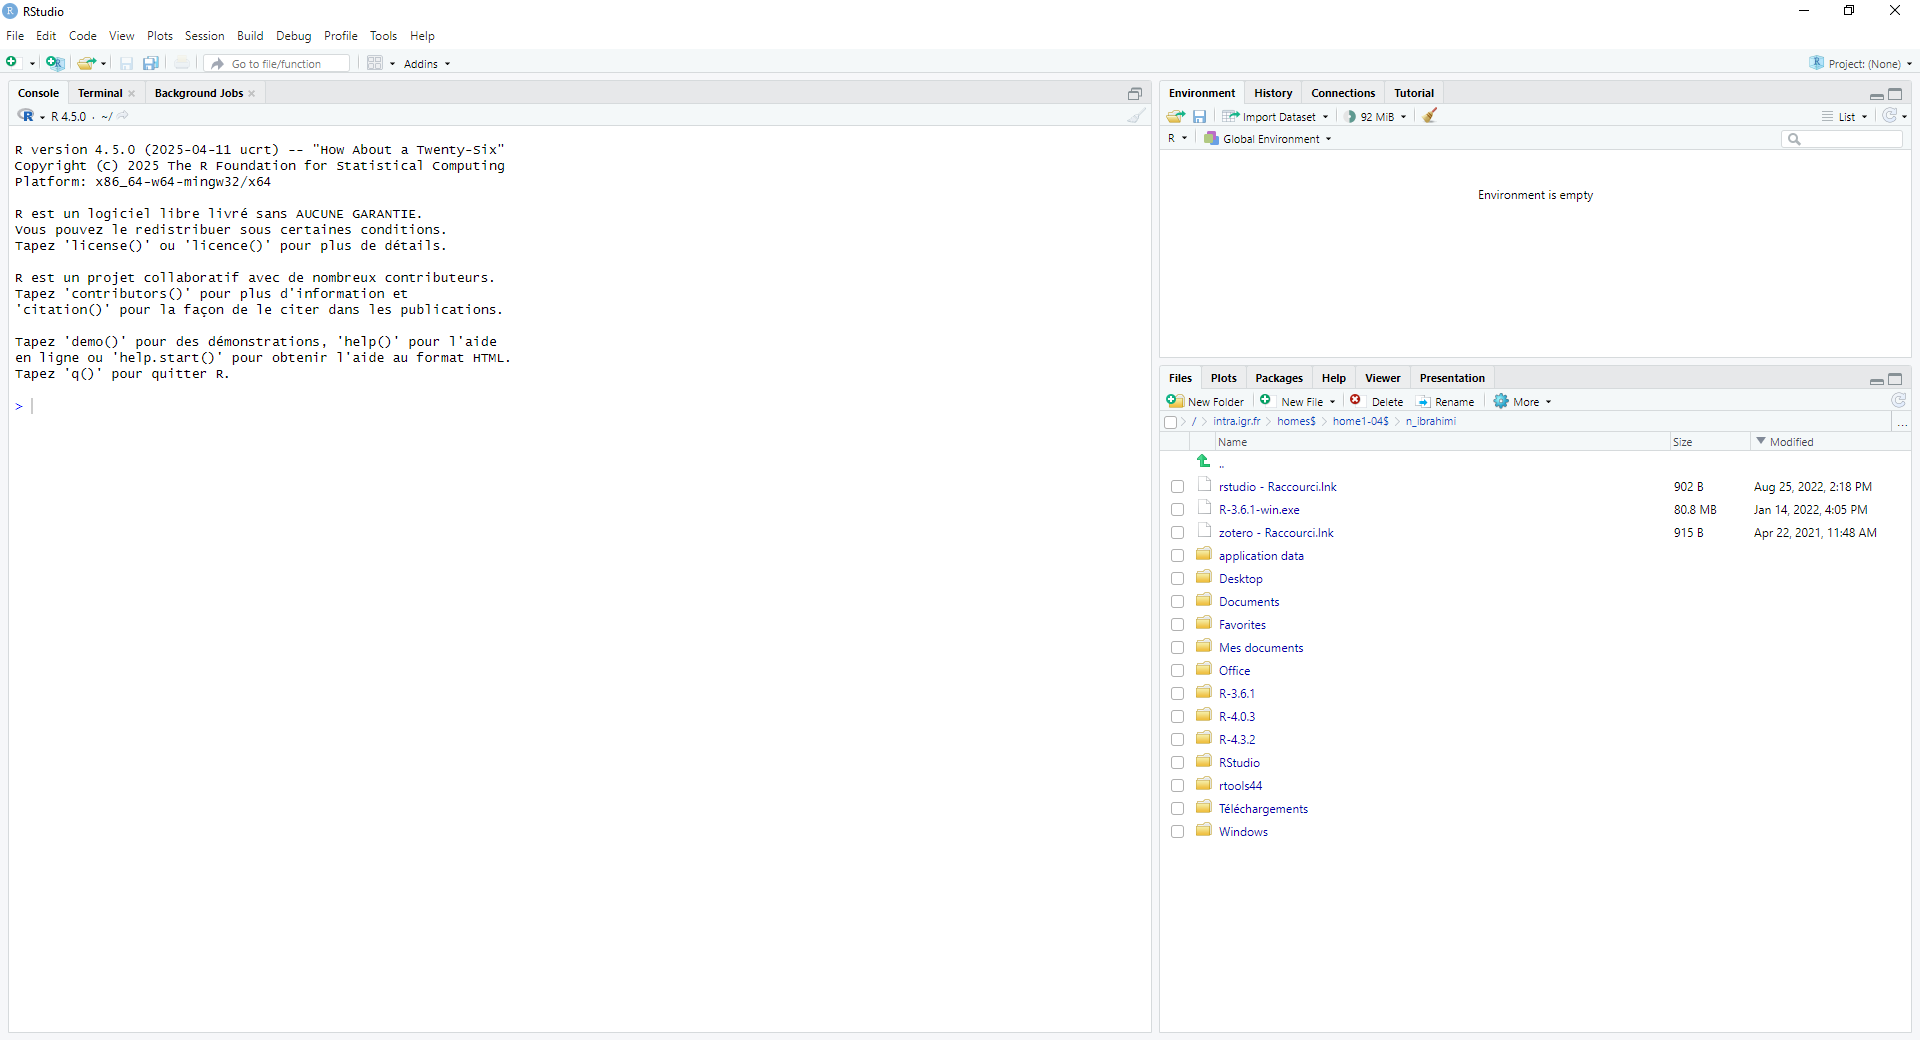 RStudio
File Edit Code View Plots Session Build Debug Profile Tools Help
Go to file/function Addins Project: (None)
Console Terminal Background Jobs
R 4.5.0 · ~/
R version 4.5.0 (2025-04-11 ucrt) -- "How About a Twenty-Six"
Copyright (C) 2025 The R Foundation for Statistical Computing
Platform: x86_64-w64-mingw32/x64
R est un logiciel libre livré sans AUCUNE GARANTIE.
Vous pouvez le redistribuer sous certaines conditions.
Tapez 'license()' ou 'licence()' pour plus de détails.
R est un projet collaboratif avec de nombreux contributeurs.
Tapez 'contributors()' pour plus d'information et
'citation()' pour la façon de le citer dans les publications.
Tapez 'demo()' pour des démonstrations, 'help()' pour l'aide
en ligne ou 'help.start()' pour obtenir l'aide au format HTML.
Tapez 'q()' pour quitter R.
>
Environment History Connections Tutorial
Import Dataset 92 MiB List
R Global Environment
Environment is empty
Files Plots Packages Help Viewer Presentation
New Folder New File Delete Rename More
/ intra.igr.fr homes$ home1-04$ n_ibrahimi ...
Name Size Modified
..
rstudio - Raccourci.lnk 902 B Aug 25, 2022, 2:18 PM
R-3.6.1-win.exe 80.8 MB Jan 14, 2022, 4:05 PM
zotero - Raccourci.lnk 915 B Apr 22, 2021, 11:48 AM
application data
Desktop
Documents
Favorites
Mes documents
Office
R-3.6.1
R-4.0.3
R-4.3.2
RStudio
rtools44
Téléchargements
Windows